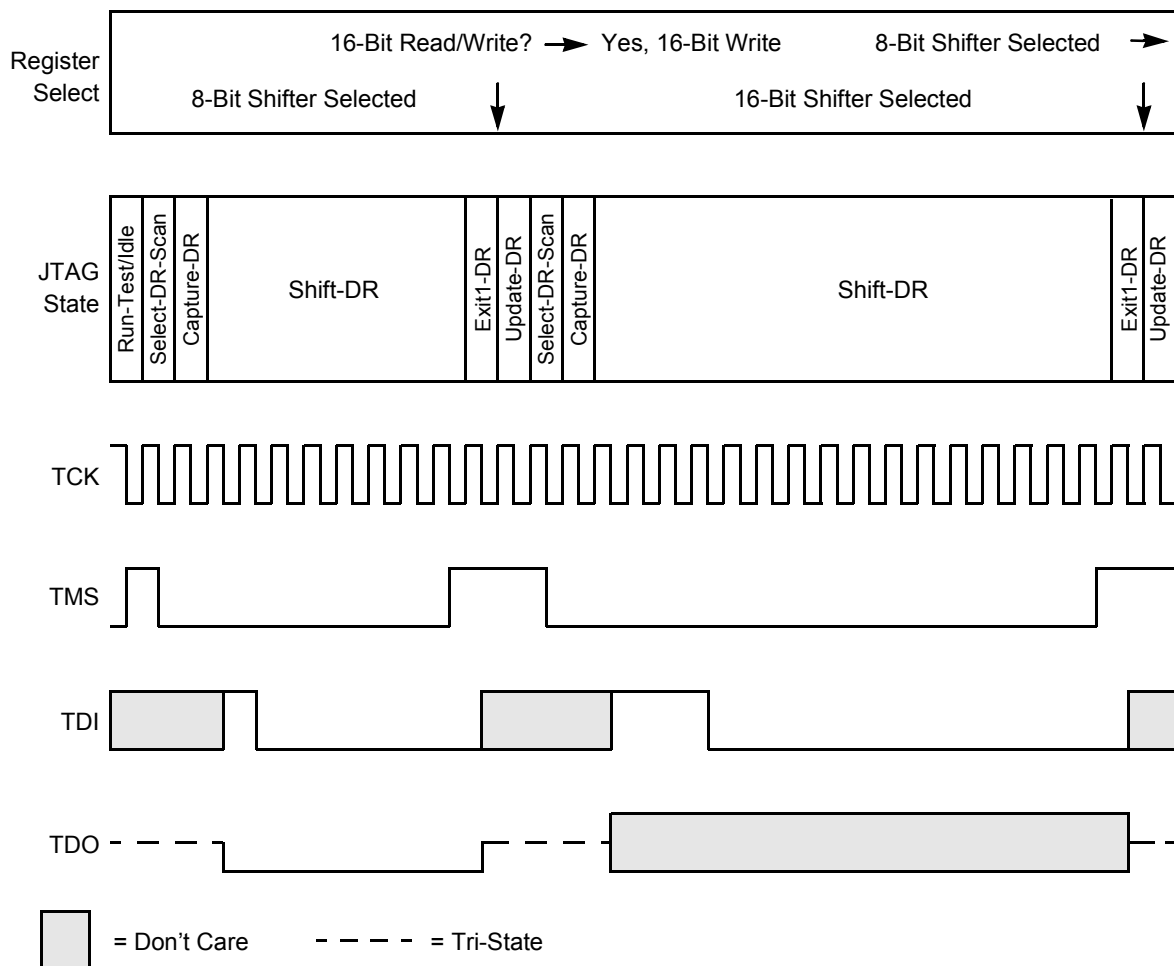 Register
Select
16-Bit Read/Write?
Yes, 16-Bit Write
8-Bit Shifter Selected
8-Bit Shifter Selected
16-Bit Shifter Selected
JTAG
State
Run-Test/Idle
Select-DR-Scan
Capture-DR
Shift-DR
Exit1-DR
Update-DR
Select-DR-Scan
Capture-DR
Shift-DR
Exit1-DR
Update-DR
TCK
TMS
TDI
TDO
= Don't Care
= Tri-State